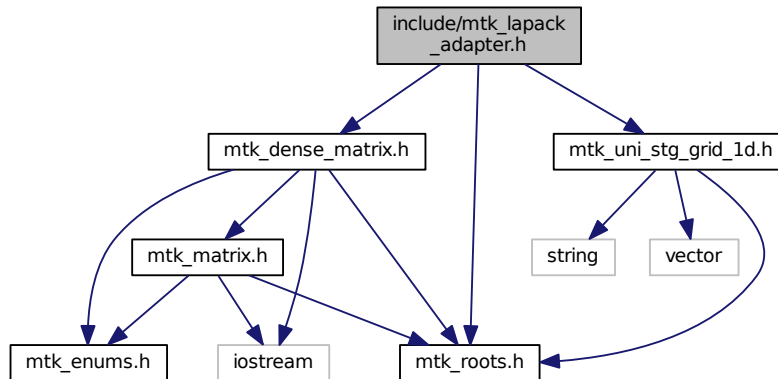 include/mtk_lapack
_adapter.h
mtk_dense_matrix.h
mtk_uni_stg_grid_1d.h
mtk_matrix.h
string
vector
mtk_enums.h
iostream
mtk_roots.h